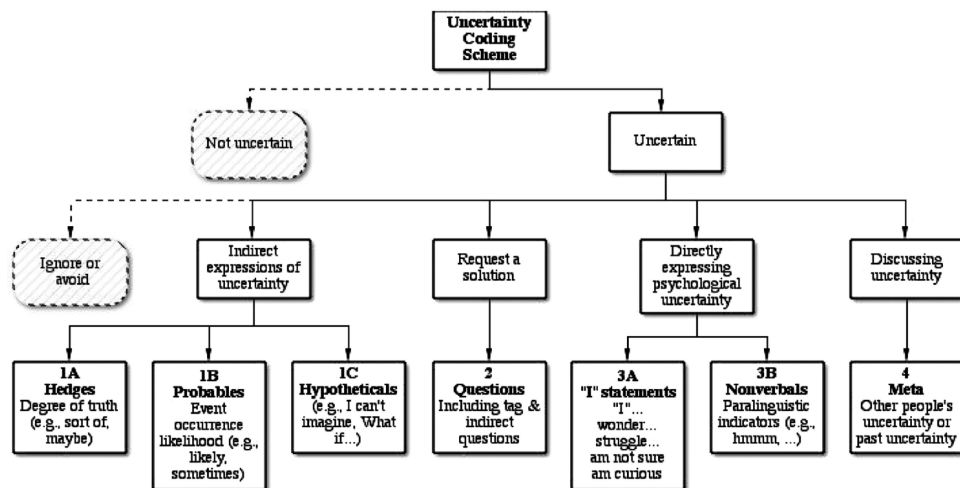 Uncertainty
Coding
Scheme
Not uncertain
Uncertain
Ignore or
avoid
Indirect
expressions of
uncertainty
Request a
solution
Directly
expressing
psychological
uncertainty
Discussing
uncertainty
1A
Hedges
Degree of truth
(e.g., sort of,
maybe)
1B
Probables
Event
occurrence
likelihood (e.g.,
likely,
sometimes)
1C
Hypotheticals
(e.g., I can't
imagine, What
if...)
2
Questions
Including tag &
indirect
questions
3A
"I" statements
"I"...
wonder...
struggle...
am not sure
am curious
3B
Nonverbals
Paralinguistic
indicators (e.g.,
hmmm, ...)
4
Meta
Other people's
uncertainty or
past uncertainty